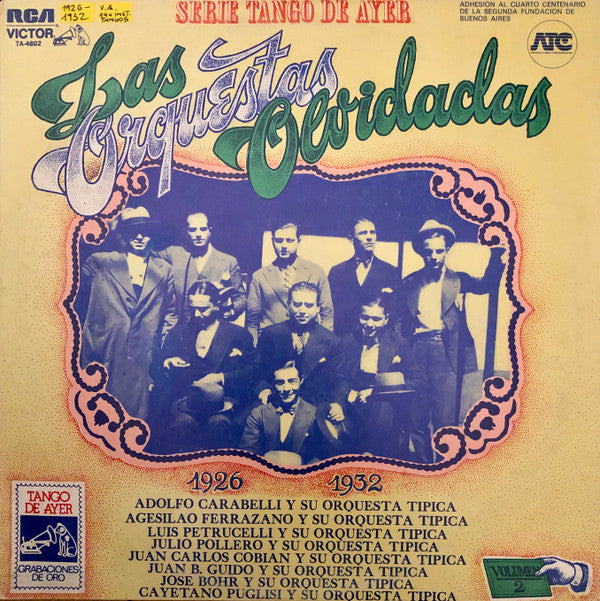 SERIE TANGO DE AYER
RCA
VICTOR
TA-4802
1926-
1932
V.A
ADHESION AL CUARTO CENTENARIO
DE LA SEGUNDA FUNDACION DE
BUENOS AIRES
ATC
Las
Orquestas
Olvidadas
1926 1932
ADOLFO CARABELLI Y SU ORQUESTA TIPICA
AGESILAO FERRAZANO Y SU ORQUESTA TIPICA
LUIS PETRUCELLI Y SU ORQUESTA TIPICA
JULIO POLLERO Y SU ORQUESTA TIPICA
JUAN CARLOS COBIAN Y SU ORQUESTA TIPICA
JUAN B. GUIDO Y SU ORQUESTA TIPICA
JOSE BOHR Y SU ORQUESTA TIPICA
CAYETANO PUGLISI Y SU ORQUESTA TIPICA
TANGO
DE AYER
GRABACIONES
DE ORO
VOLUMEN
2